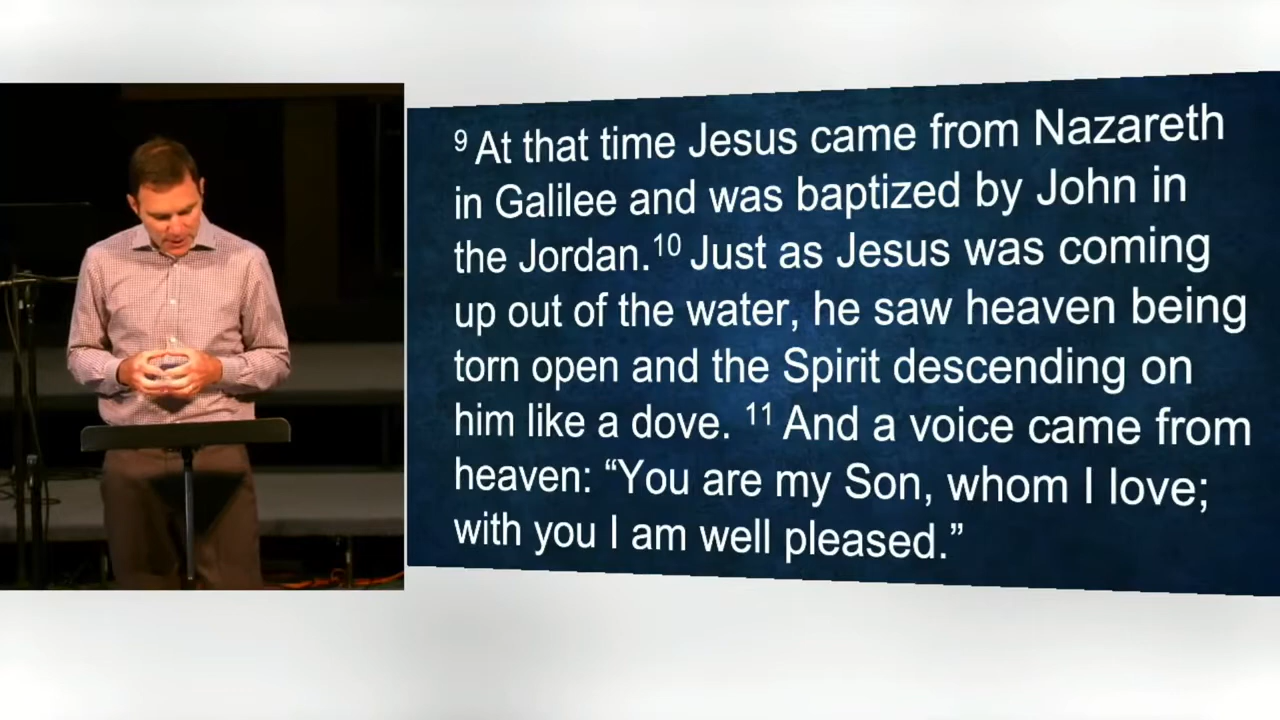 ⁹ At that time Jesus came from Nazareth
in Galilee and was baptized by John in
the Jordan.¹⁰ Just as Jesus was coming
up out of the water, he saw heaven being
torn open and the Spirit descending on
him like a dove. ¹¹ And a voice came from
heaven: “You are my Son, whom I love;
with you I am well pleased.”